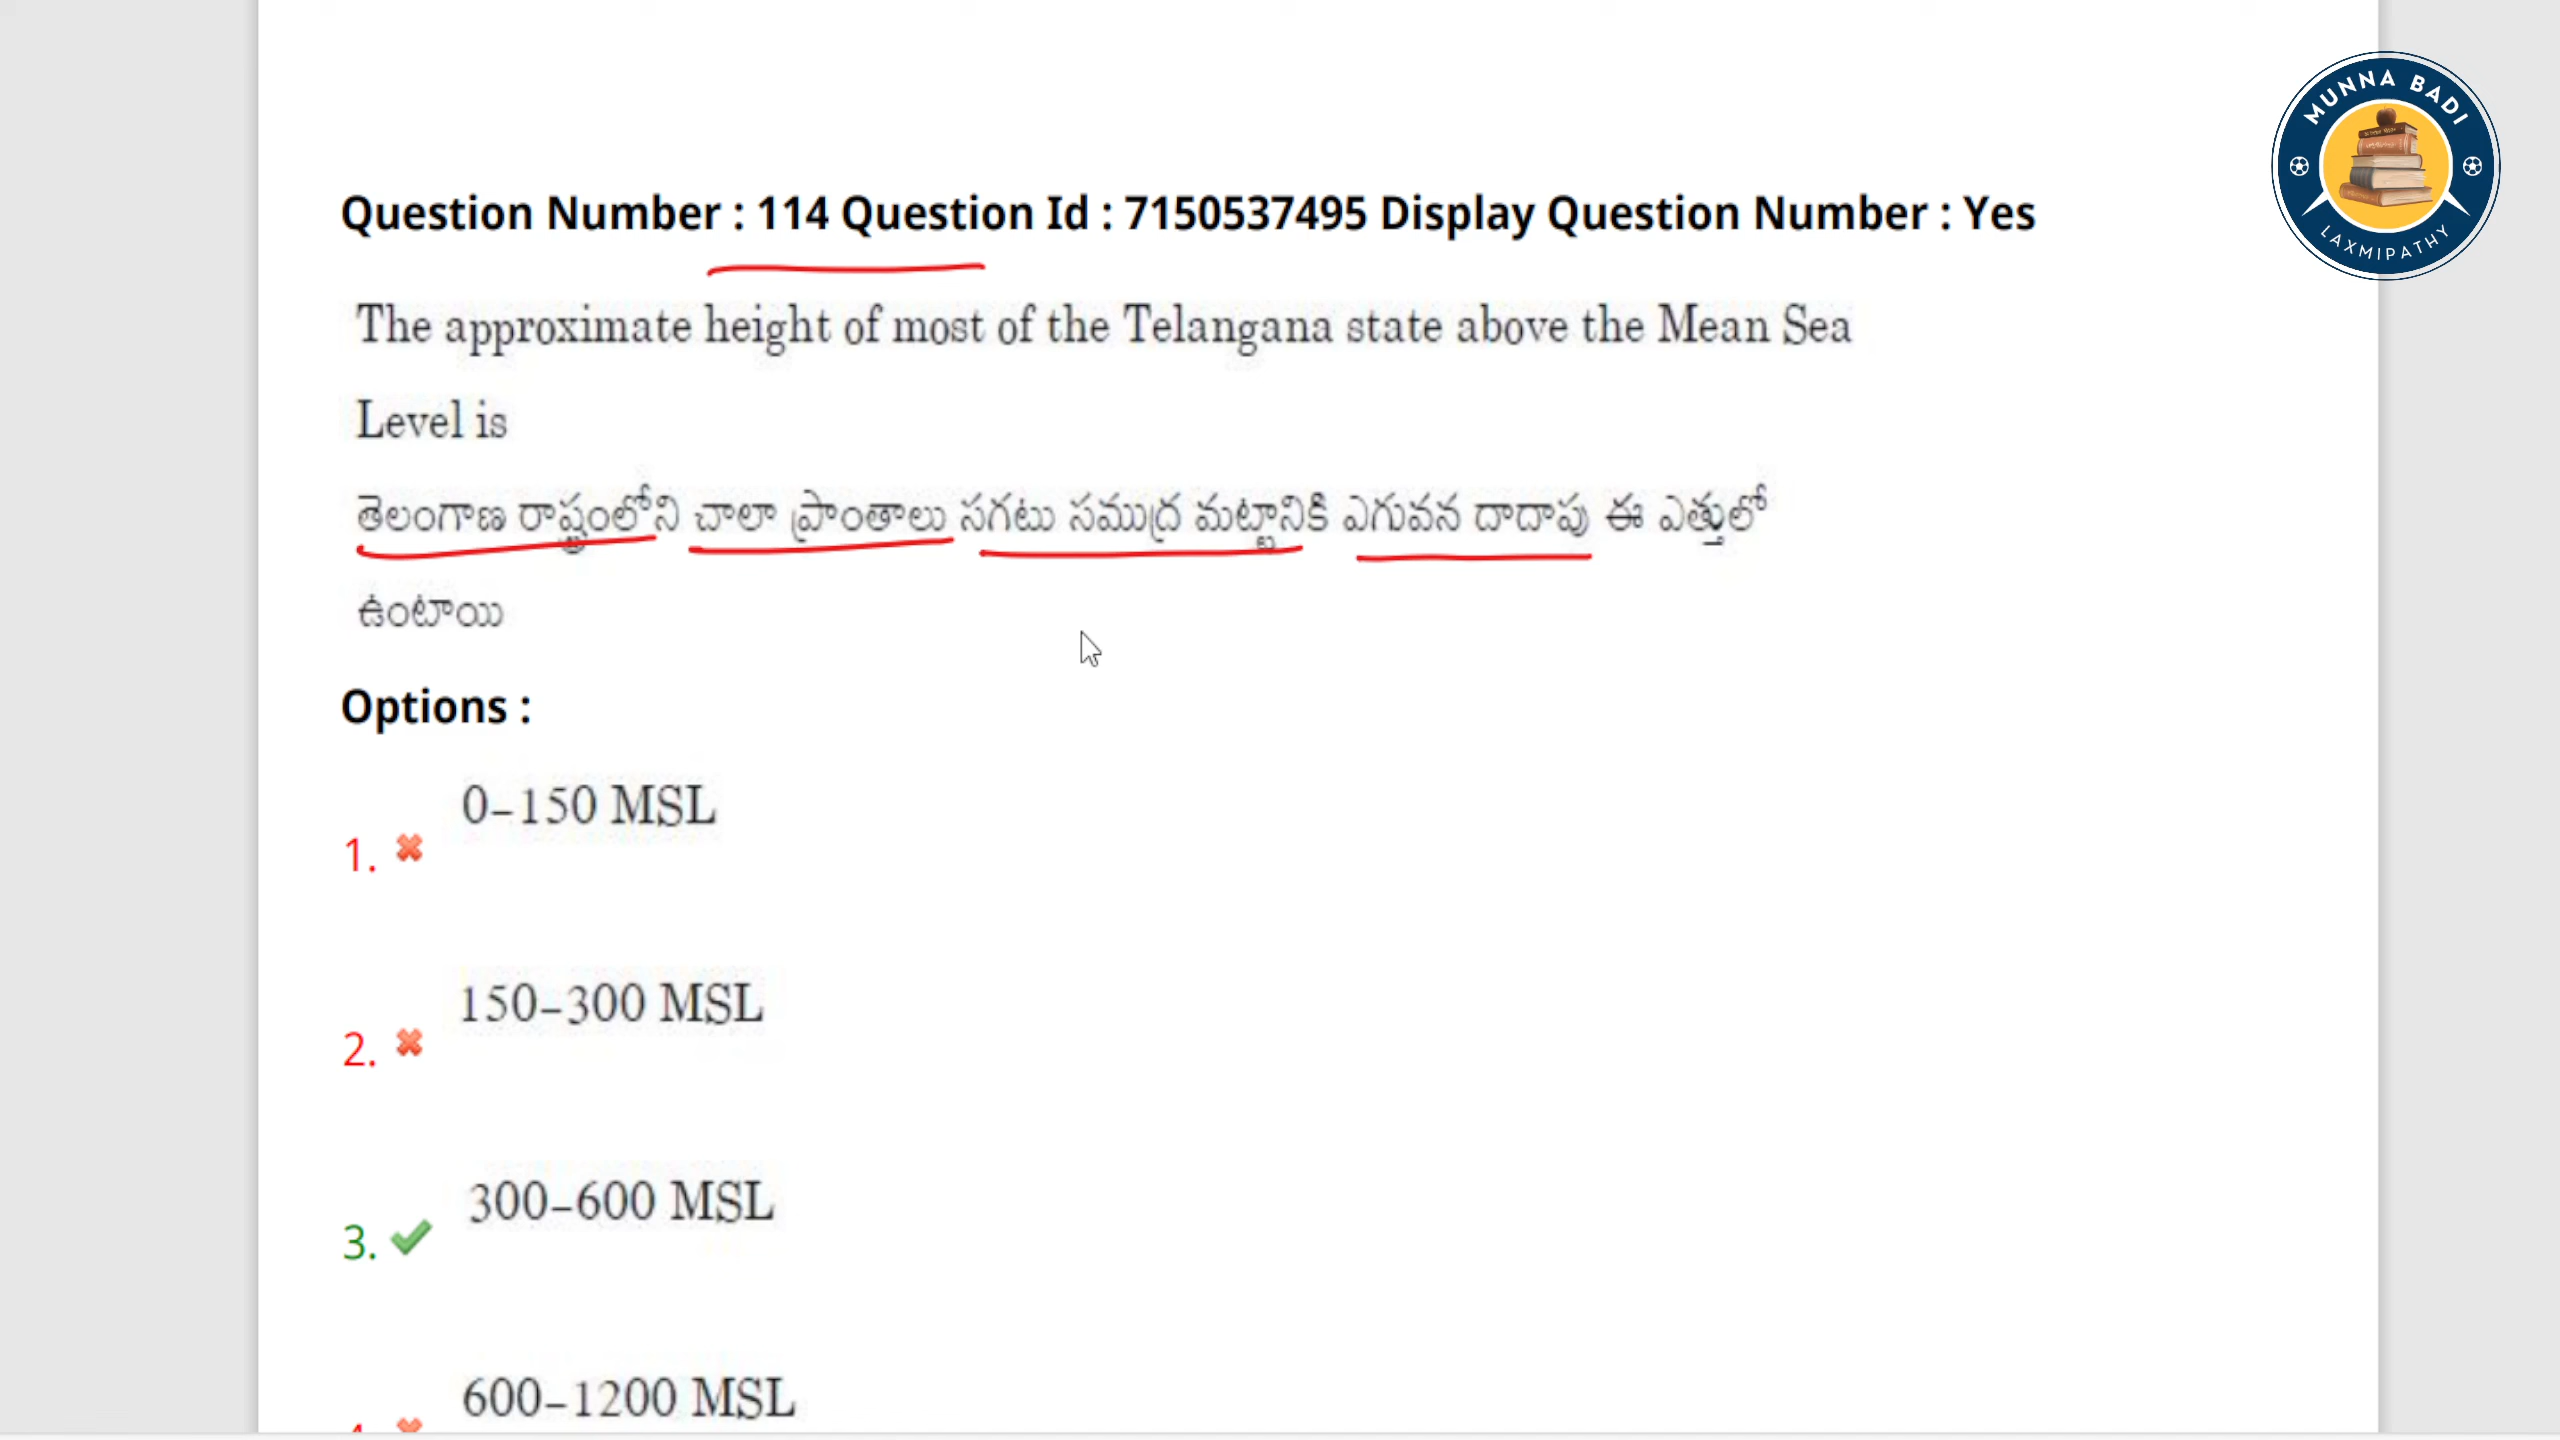 MUNNA BADI
LAXMIPATHY
Question Number : 114 Question Id : 7150537495 Display Question Number : Yes
The approximate height of most of the Telangana state above the Mean Sea
Level is
తెలంగాణ రాష్ట్రంలోని చాలా ప్రాంతాలు సగటు సముద్ర మట్టానికి ఎగువన దాదాపు ఈ ఎత్తులో
ఉంటాయి
Options :
0–150 MSL
1.
150–300 MSL
2.
300–600 MSL
3.
600–1200 MSL